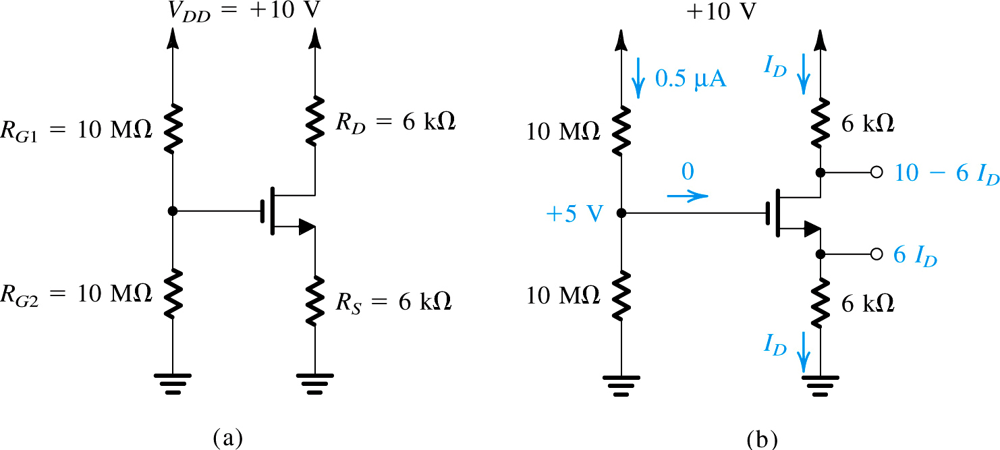 V_DD = +10 V
R_G1 = 10 MΩ
R_D = 6 kΩ
R_G2 = 10 MΩ
R_S = 6 kΩ
(a)
+10 V
0.5 μA
I_D
10 MΩ
6 kΩ
0
10 − 6 I_D
+5 V
6 I_D
10 MΩ
6 kΩ
I_D
(b)